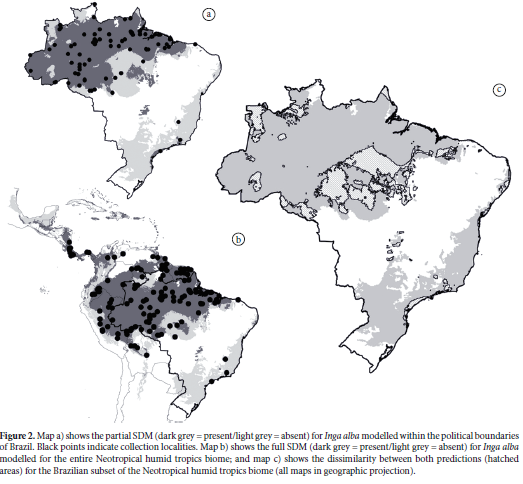 a
c
b
Figure 2. Map a) shows the partial SDM (dark grey = present/light grey = absent) for Inga alba modelled within the political boundaries
of Brazil. Black points indicate collection localities. Map b) shows the full SDM (dark grey = present/light grey = absent) for Inga alba
modelled for the entire Neotropical humid tropics biome; and map c) shows the dissimilarity between both predictions (hatched
areas) for the Brazilian subset of the Neotropical humid tropics biome (all maps in geographic projection).